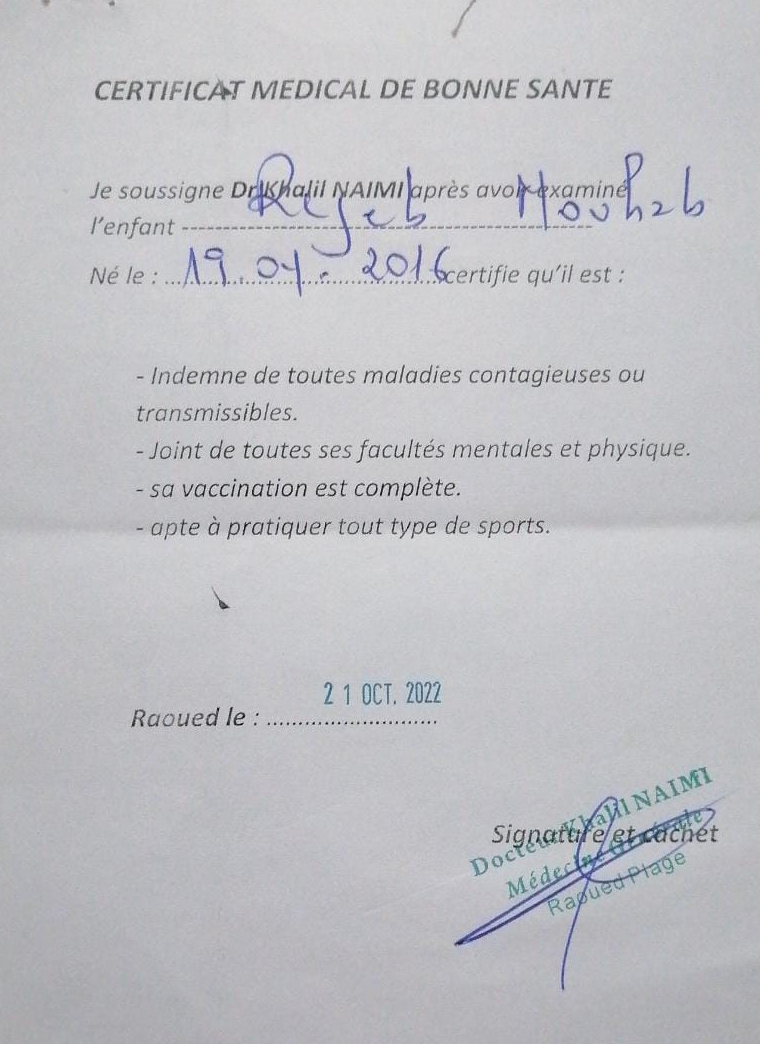 CERTIFICAT MEDICAL DE BONNE SANTE
Je soussigne Dr Khalil NAIMI après avoir examiné
l'enfant Rejeb Mouhab
Né le : 19.04.2016 certifie qu'il est :
- Indemne de toutes maladies contagieuses ou
transmissibles.
- Joint de toutes ses facultés mentales et physique.
- sa vaccination est complète.
- apte à pratiquer tout type de sports.
21 OCT. 2022
Raoued le :
Signature et cachet
Docteur Khalil NAIMI
Médecine Générale
Raoued Plage